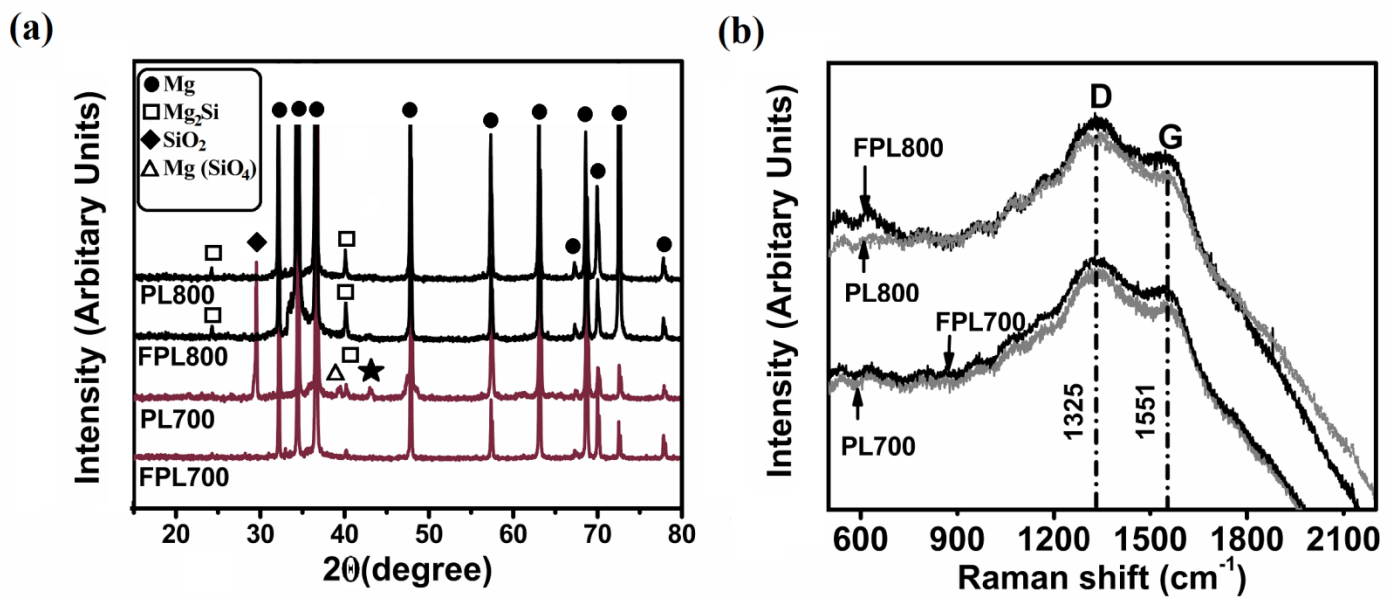 (a)
Intensity (Arbitary Units)
Mg
Mg₂Si
SiO₂
Mg (SiO₄)
PL800
FPL800
PL700
FPL700
20 30 40 50 60 70 80
2Θ(degree)
(b)
Intensity (Arbitary Units)
D
G
FPL800
PL800
FPL700
PL700
1325
1551
600 900 1200 1500 1800 2100
Raman shift (cm⁻¹)